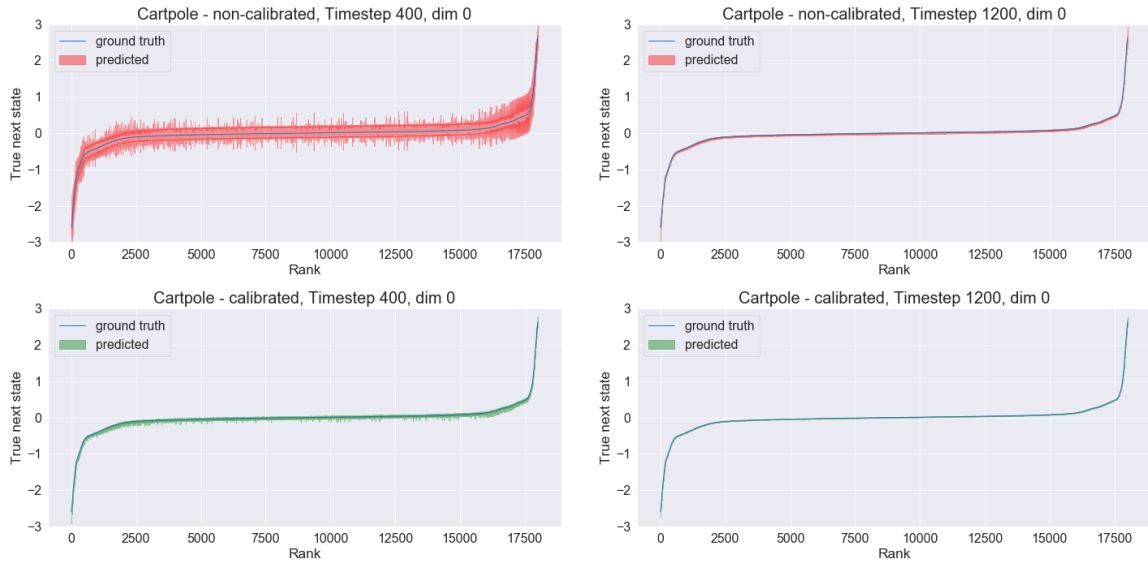 Cartpole - non-calibrated, Timestep 400, dim 0
ground truth
predicted
True next state
3
2
1
0
−1
−2
−3
0 2500 5000 7500 10000 12500 15000 17500
Rank
Cartpole - non-calibrated, Timestep 1200, dim 0
ground truth
predicted
True next state
3
2
1
0
−1
−2
−3
0 2500 5000 7500 10000 12500 15000 17500
Rank
Cartpole - calibrated, Timestep 400, dim 0
ground truth
predicted
True next state
3
2
1
0
−1
−2
−3
0 2500 5000 7500 10000 12500 15000 17500
Rank
Cartpole - calibrated, Timestep 1200, dim 0
ground truth
predicted
True next state
3
2
1
0
−1
−2
−3
0 2500 5000 7500 10000 12500 15000 17500
Rank